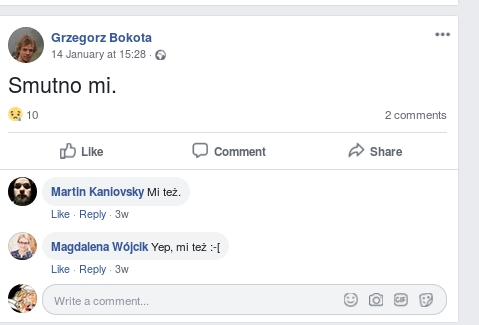 Grzegorz Bokota
14 January at 15:28 ·
Smutno mi.
10
2 comments
Like
Comment
Share
Martin Kaniovsky Mi też.
Like · Reply · 3w
Magdalena Wójcik Yep, mi też :-[
Like · Reply · 3w
Write a comment...
GIF